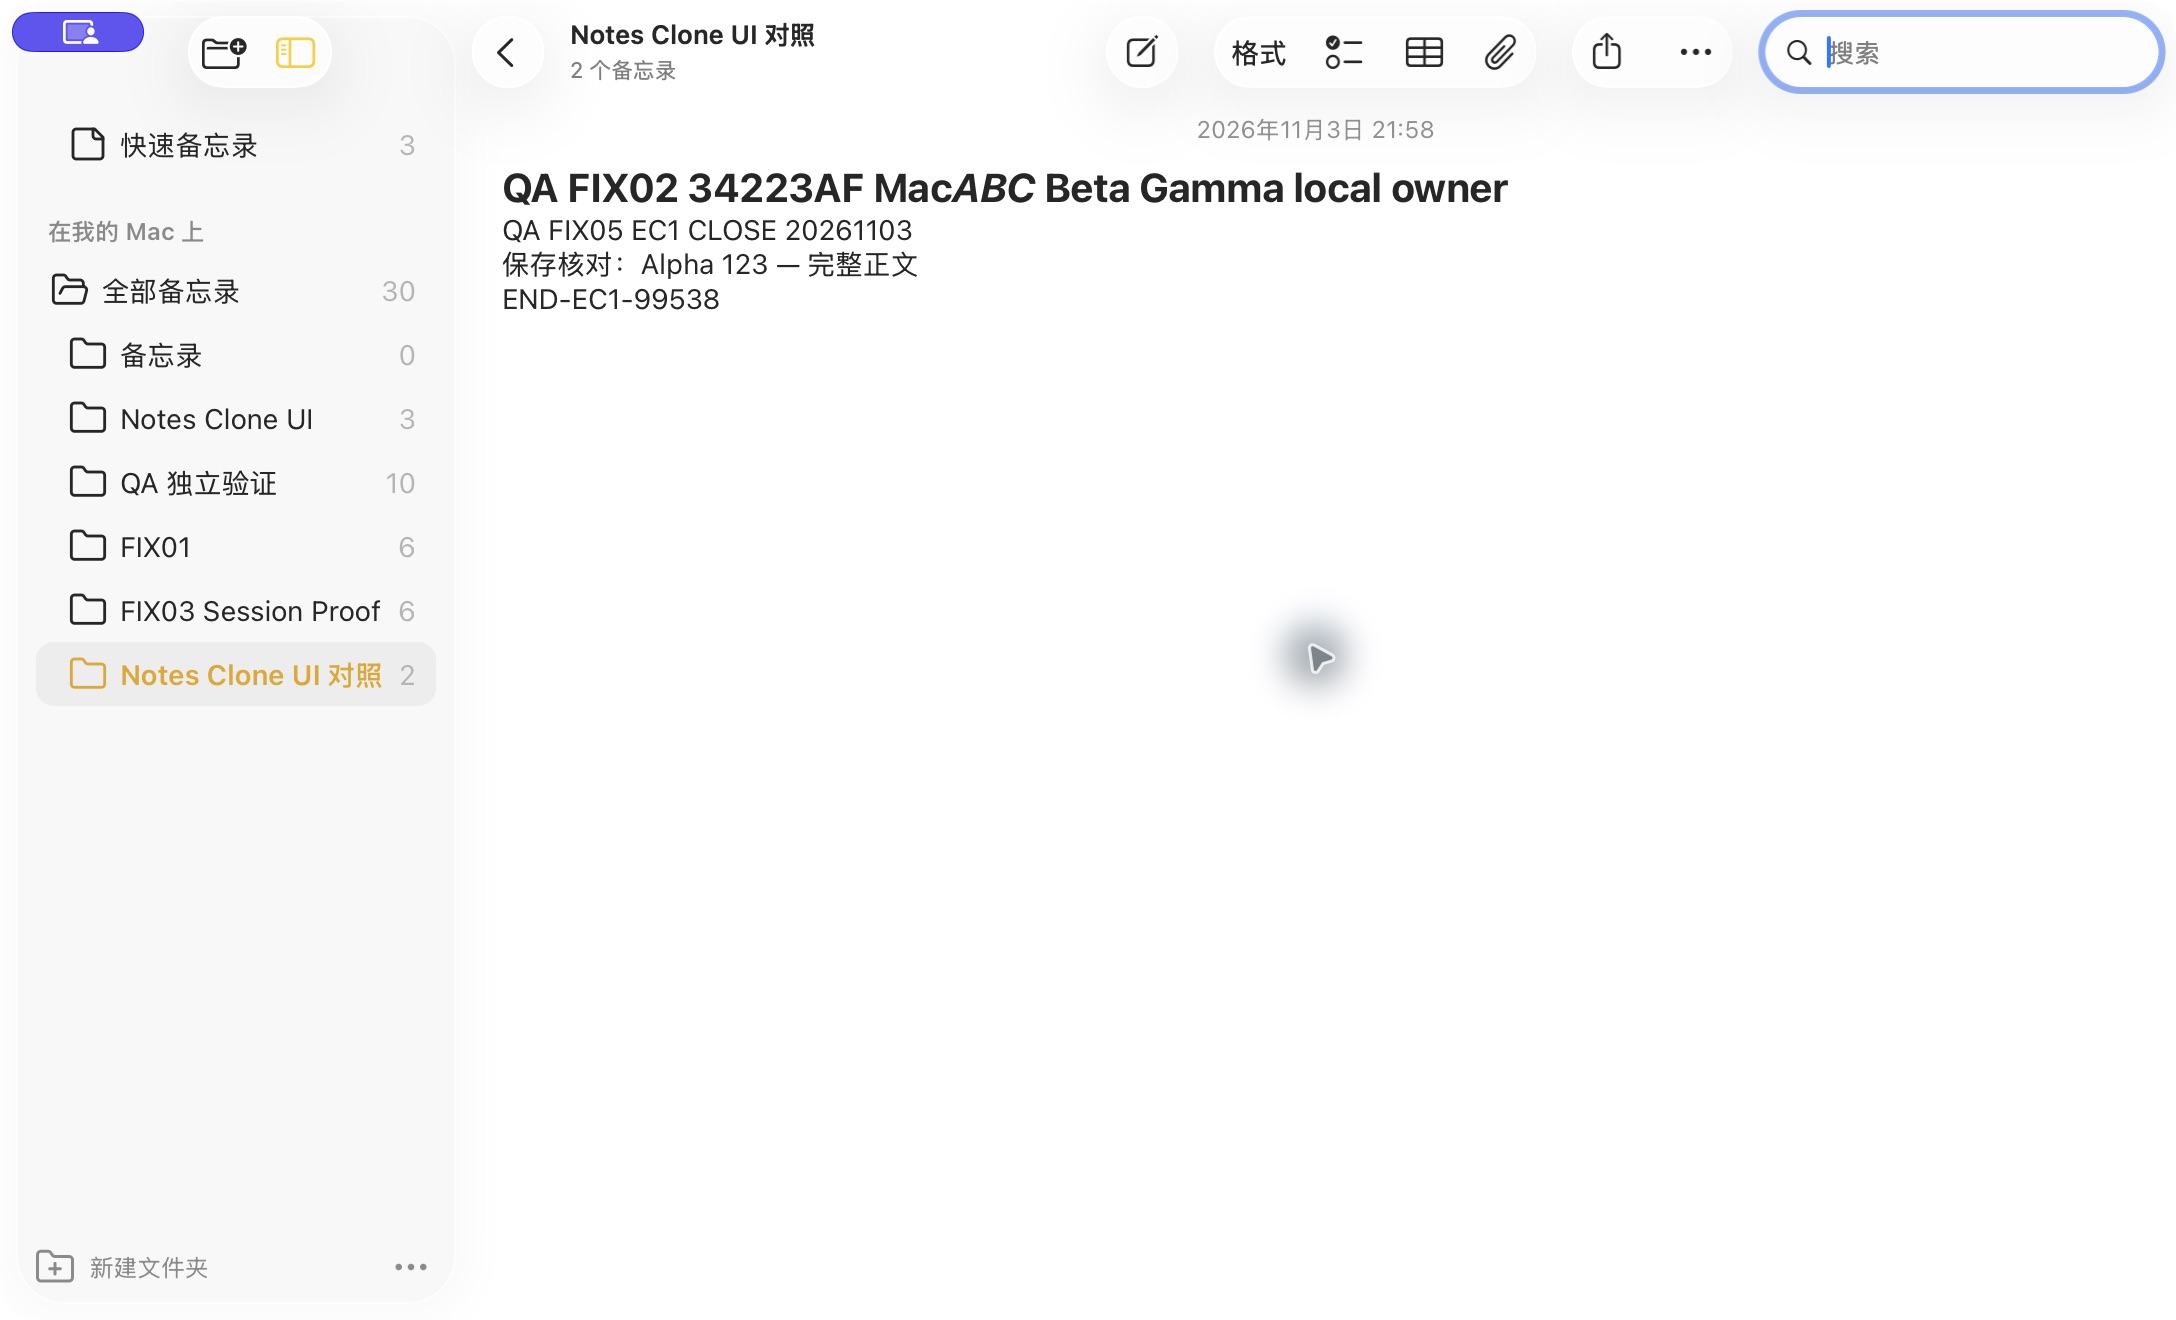 Notes Clone UI 对照
2 个备忘录
格式
搜索
快速备忘录 3
在我的 Mac 上
全部备忘录 30
备忘录 0
Notes Clone UI 3
QA 独立验证 10
FIX01 6
FIX03 Session Proof 6
Notes Clone UI 对照 2
新建文件夹
2026年11月3日 21:58
QA FIX02 34223AF MacABC Beta Gamma local owner
QA FIX05 EC1 CLOSE 20261103
保存核对：Alpha 123 — 完整正文
END-EC1-99538